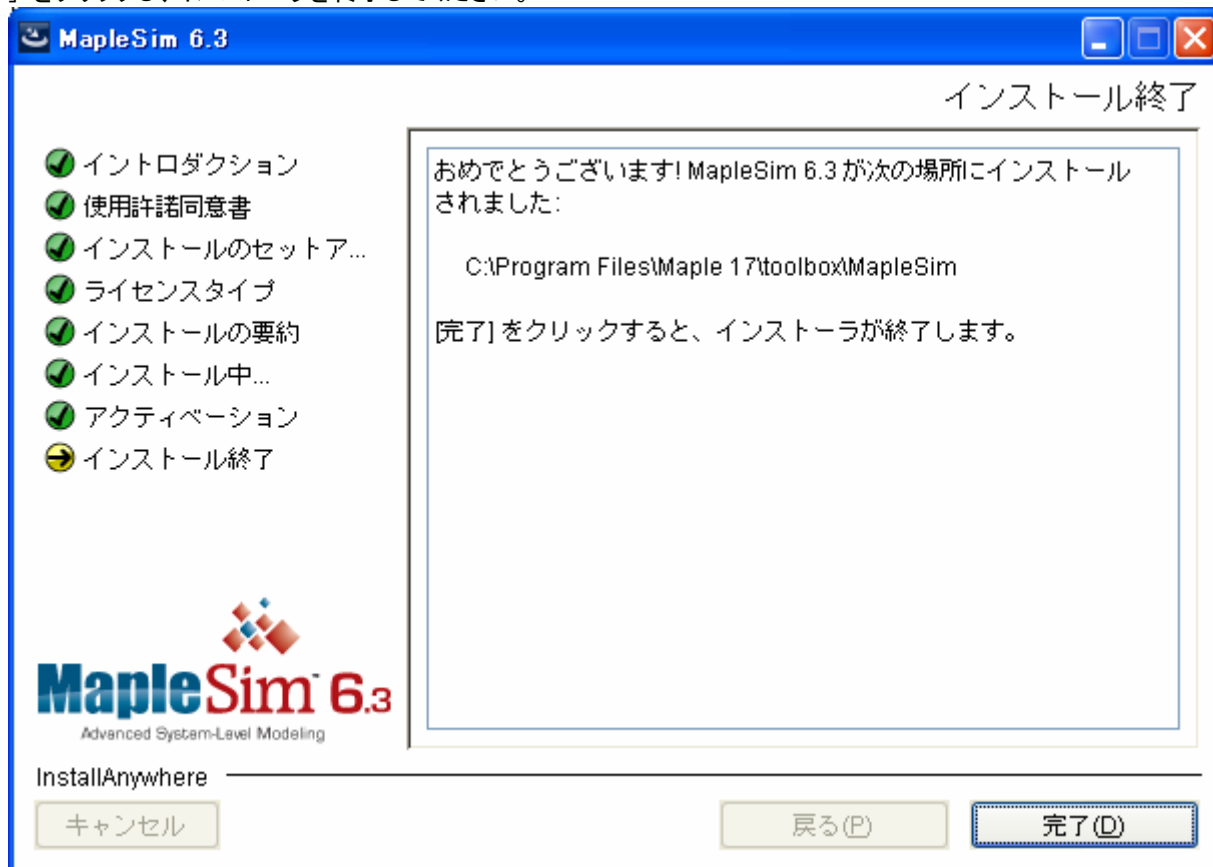 MapleSim 6.3
インストール終了
イントロダクション
使用許諾同意書
インストールのセットア...
ライセンスタイプ
インストールの要約
インストール中...
アクティベーション
インストール終了
おめでとうございます! MapleSim 6.3 が次の場所にインストール
されました:
C:\Program Files\Maple 17\toolbox\MapleSim
[完了] をクリックすると、インストーラが終了します。
MapleSim™ 6.3
Advanced System-Level Modeling
InstallAnywhere
キャンセル
戻る(P)
完了(D)